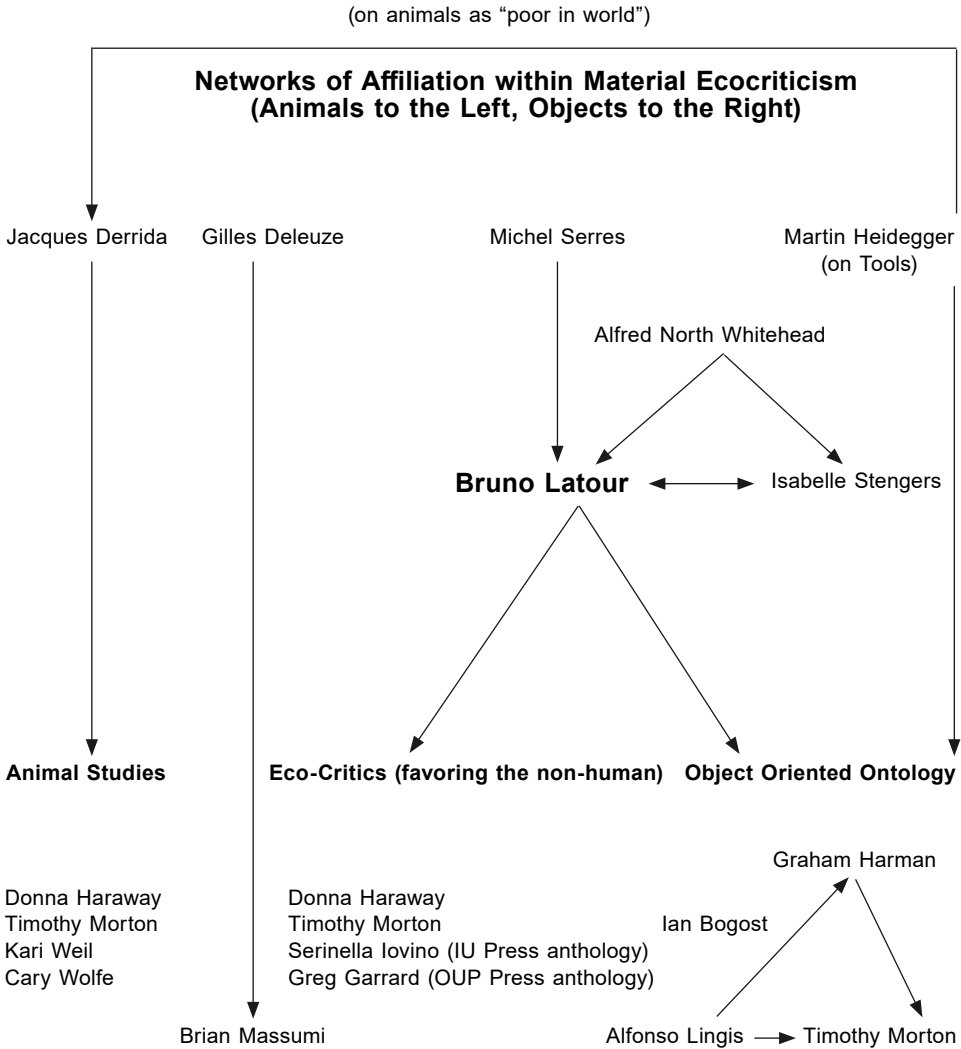 (on animals as “poor in world”)
Networks of Affiliation within Material Ecocriticism
(Animals to the Left, Objects to the Right)
Jacques Derrida
Gilles Deleuze
Michel Serres
Martin Heidegger
(on Tools)
Alfred North Whitehead
Bruno Latour
Isabelle Stengers
Animal Studies
Eco-Critics (favoring the non-human)
Object Oriented Ontology
Donna Haraway
Timothy Morton
Kari Weil
Cary Wolfe
Brian Massumi
Donna Haraway
Timothy Morton
Serinella Iovino (IU Press anthology)
Greg Garrard (OUP Press anthology)
Graham Harman
Ian Bogost
Alfonso Lingis
Timothy Morton